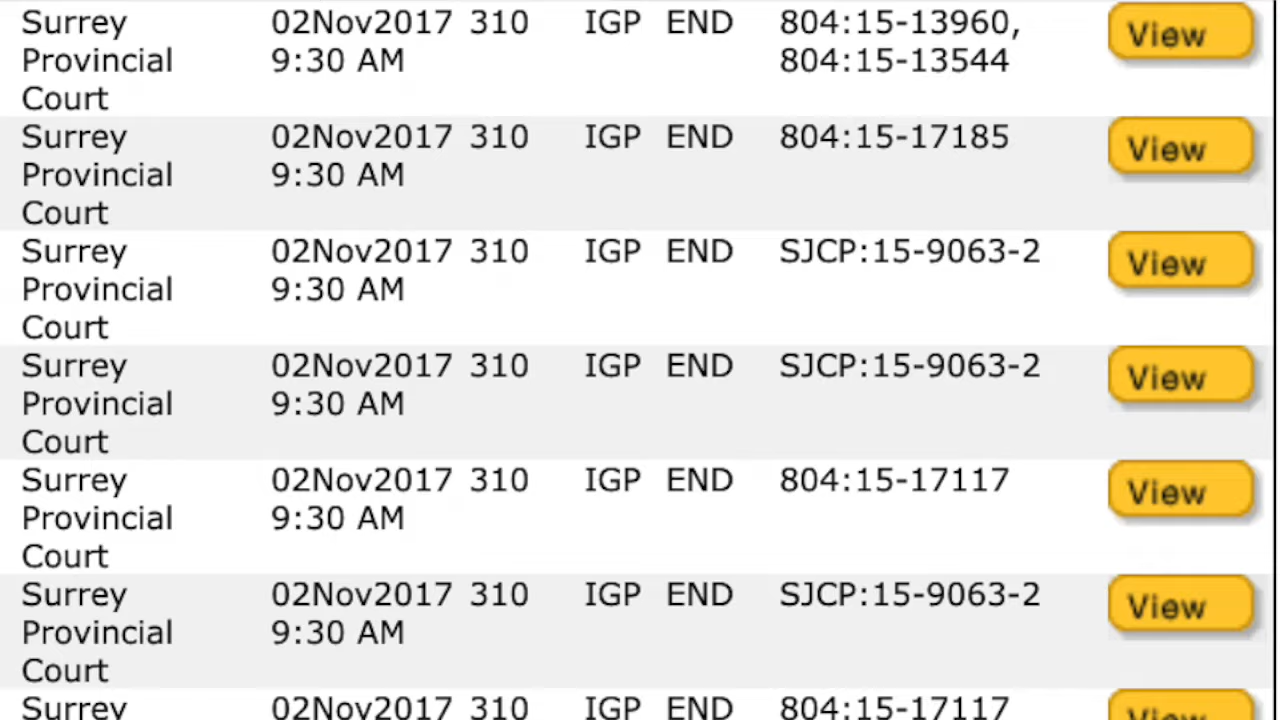 Surrey 02Nov2017 310 IGP END 804:15-13960, View
Provincial 9:30 AM 804:15-13544
Court
Surrey 02Nov2017 310 IGP END 804:15-17185 View
Provincial 9:30 AM
Court
Surrey 02Nov2017 310 IGP END SJCP:15-9063-2 View
Provincial 9:30 AM
Court
Surrey 02Nov2017 310 IGP END SJCP:15-9063-2 View
Provincial 9:30 AM
Court
Surrey 02Nov2017 310 IGP END 804:15-17117 View
Provincial 9:30 AM
Court
Surrey 02Nov2017 310 IGP END SJCP:15-9063-2 View
Provincial 9:30 AM
Court
Surrey 02Nov2017 310 IGP END 804:15-17117 View